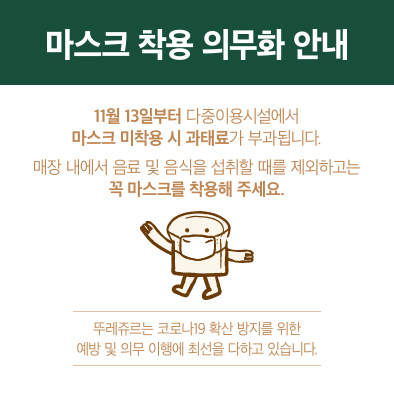 마스크 착용 의무화 안내
11월 13일부터 다중이용시설에서
마스크 미착용 시 과태료가 부과됩니다.
매장 내에서 음료 및 음식을 섭취할 때를 제외하고는
꼭 마스크를 착용해 주세요.
뚜레쥬르는 코로나19 확산 방지를 위한
예방 및 의무 이행에 최선을 다하고 있습니다.